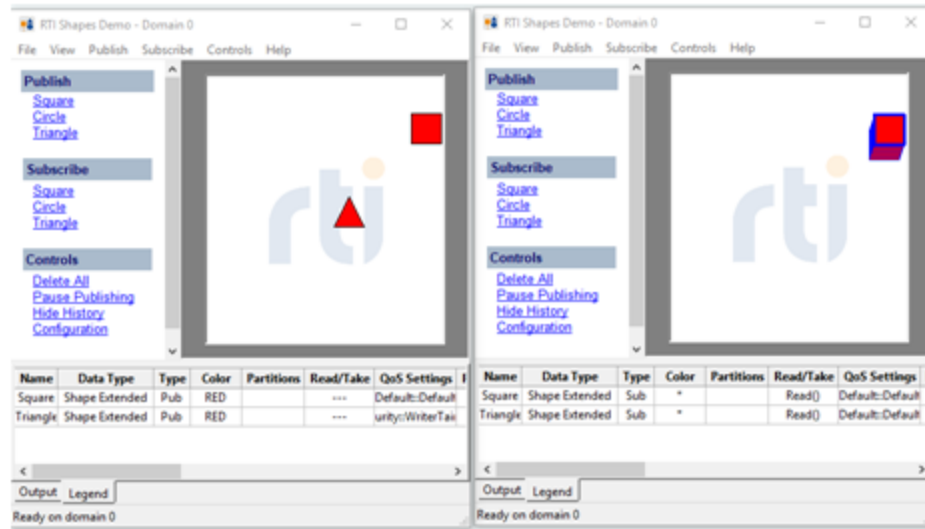 RTI Shapes Demo - Domain 0
File View Publish Subscribe Controls Help
Publish
Square
Circle
Triangle
Subscribe
Square
Circle
Triangle
Controls
Delete All
Pause Publishing
Hide History
Configuration
rti
Name Data Type Type Color Partitions Read/Take QoS Settings
Square Shape Extended Pub RED --- Default::Default
Triangle Shape Extended Pub RED --- urity::WriterTai
Output Legend
Ready on domain 0
RTI Shapes Demo - Domain 0
File View Publish Subscribe Controls Help
Publish
Square
Circle
Triangle
Subscribe
Square
Circle
Triangle
Controls
Delete All
Pause Publishing
Hide History
Configuration
rti
Name Data Type Type Color Partitions Read/Take QoS Settings
Square Shape Extended Sub * Read() Default::Default
Triangle Shape Extended Sub * Read() Default::Default
Output Legend
Ready on domain 0